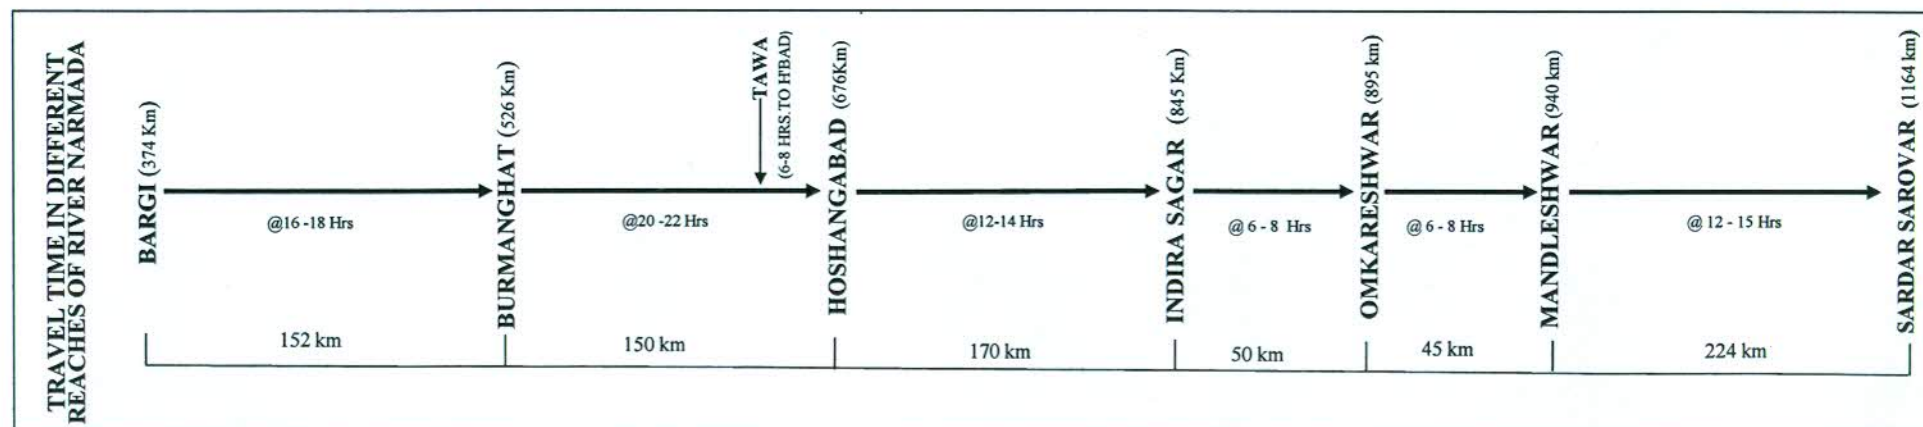 TRAVEL TIME IN DIFFERENT
REACHES OF RIVER NARMADA
BARGI (374 Km)
@16 -18 Hrs
BURMANGHAT (526 Km)
@20 -22 Hrs
TAWA
(6-8 HRS.TO H'BAD)
HOSHANGABAD (676Km)
@12-14 Hrs
INDIRA SAGAR (845 Km)
@ 6 - 8 Hrs
OMKARESHWAR (895 km)
@ 6 - 8 Hrs
MANDLESHWAR (940 km)
@ 12 - 15 Hrs
SARDAR SAROVAR (1164 km)
152 km
150 km
170 km
50 km
45 km
224 km